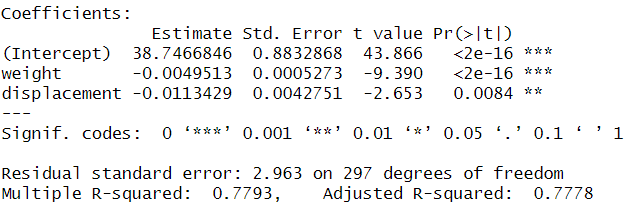 Coefficients:
Estimate Std. Error t value Pr(>|t|)
(Intercept) 38.7466846 0.8832868 43.866 <2e-16 ***
weight -0.0049513 0.0005273 -9.390 <2e-16 ***
displacement -0.0113429 0.0042751 -2.653 0.0084 **
---
Signif. codes: 0 ‘***’ 0.001 ‘**’ 0.01 ‘*’ 0.05 ‘.’ 0.1 ‘ ’ 1
Residual standard error: 2.963 on 297 degrees of freedom
Multiple R-squared: 0.7793, Adjusted R-squared: 0.7778